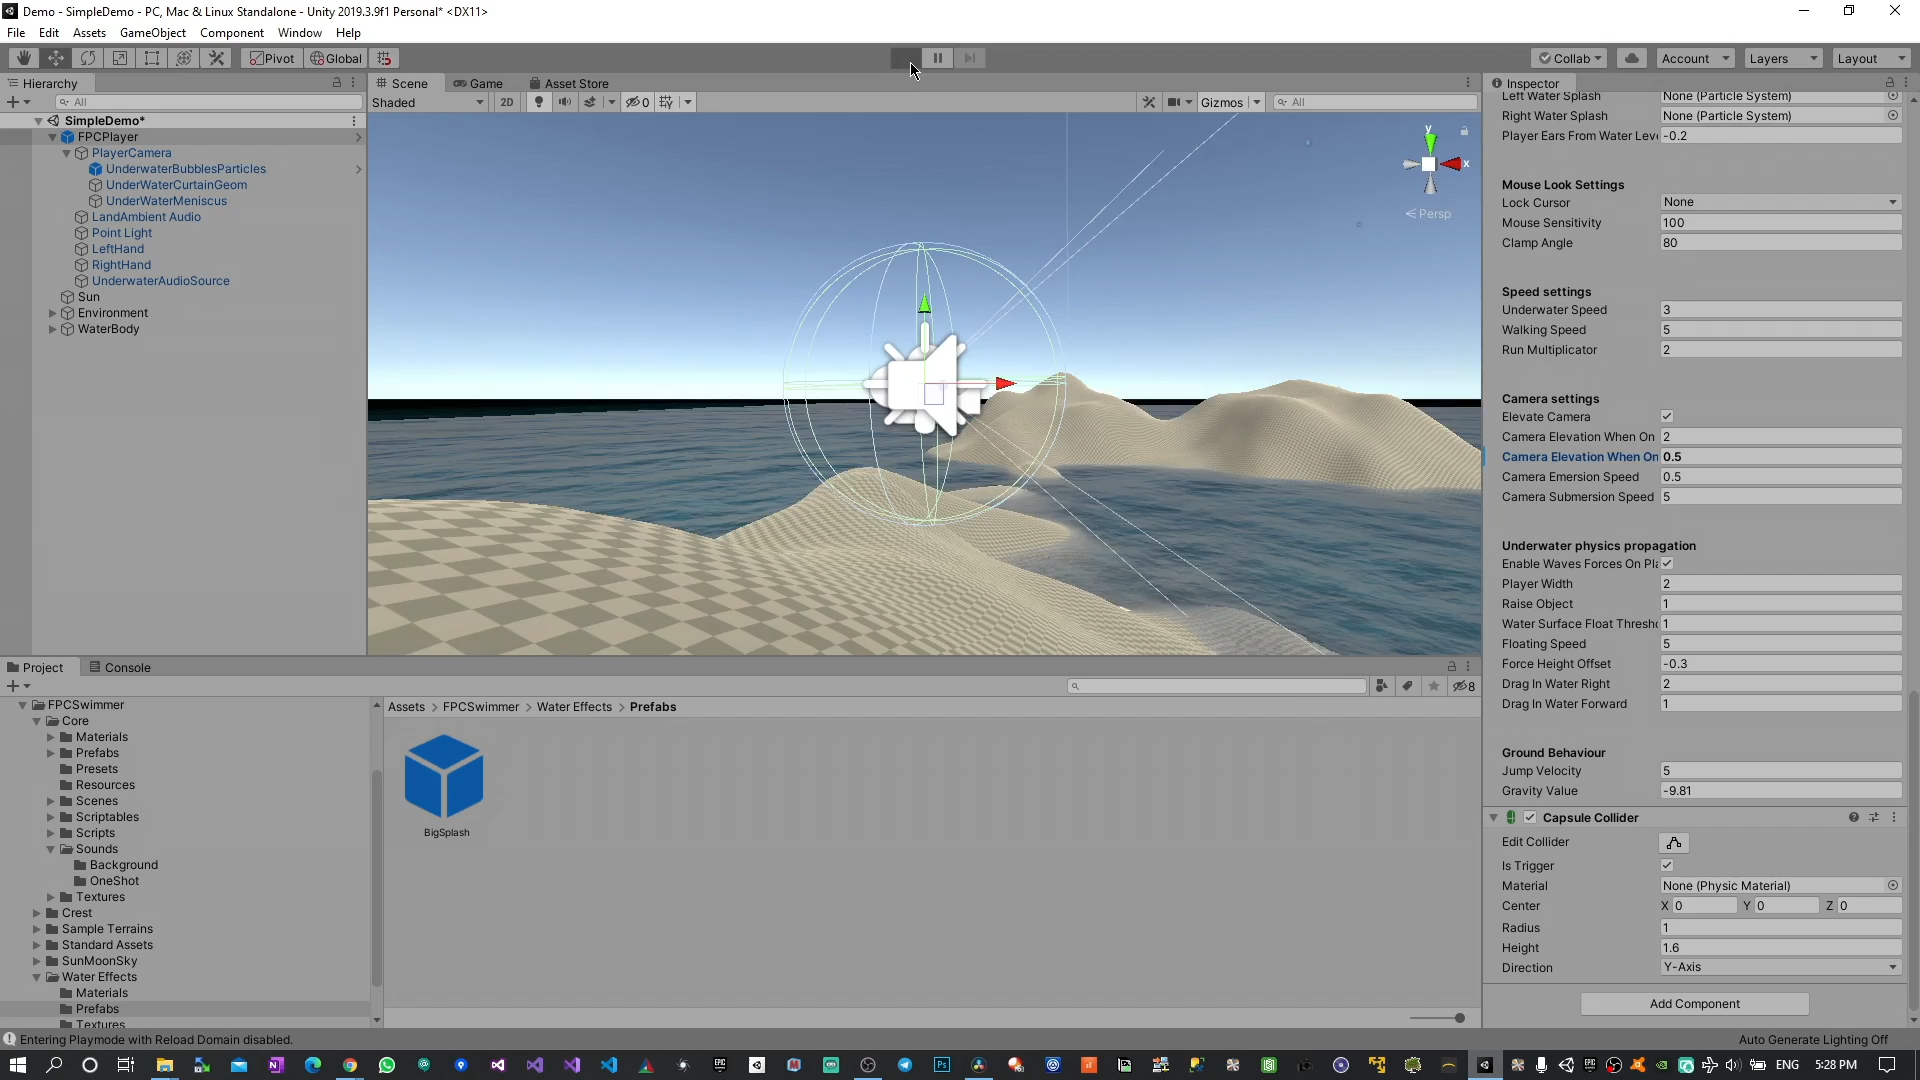 Demo - SimpleDemo - PC, Mac & Linux Standalone - Unity 2019.3.9f1 Personal* <DX11>
File Edit Assets GameObject Component Window Help
Pivot Global Collab Account Layers Layout
Hierarchy
All
SimpleDemo*
FPCPlayer
PlayerCamera
UnderwaterBubblesParticles
UnderWaterCurtainGeom
UnderWaterMeniscus
LandAmbient Audio
Point Light
LeftHand
RightHand
UnderwaterAudioSource
Sun
Environment
WaterBody
Scene Game Asset Store
Shaded 2D 0 Gizmos All
y
x
Persp
Inspector
Left Water Splash None (Particle System)
Right Water Splash None (Particle System)
Player Ears From Water Leve -0.2
Mouse Look Settings
Lock Cursor None
Mouse Sensitivity 100
Clamp Angle 80
Speed settings
Underwater Speed 3
Walking Speed 5
Run Multiplicator 2
Camera settings
Elevate Camera
Camera Elevation When On 2
Camera Elevation When On 0.5
Camera Emersion Speed 0.5
Camera Submersion Speed 5
Underwater physics propagation
Enable Waves Forces On Pla
Player Width 2
Raise Object 1
Water Surface Float Thresho 1
Floating Speed 5
Force Height Offset -0.3
Drag In Water Right 2
Drag In Water Forward 1
Ground Behaviour
Jump Velocity 5
Gravity Value -9.81
Capsule Collider
Edit Collider
Is Trigger
Material None (Physic Material)
Center X 0 Y 0 Z 0
Radius 1
Height 1.6
Direction Y-Axis
Add Component
Project Console
8
FPCSwimmer
Core
Materials
Prefabs
Presets
Resources
Scenes
Scriptables
Scripts
Sounds
Background
OneShot
Textures
Crest
Sample Terrains
Standard Assets
SunMoonSky
Water Effects
Materials
Prefabs
Textures
Assets > FPCSwimmer > Water Effects > Prefabs
BigSplash
Entering Playmode with Reload Domain disabled.
Auto Generate Lighting Off
ENG 5:28 PM